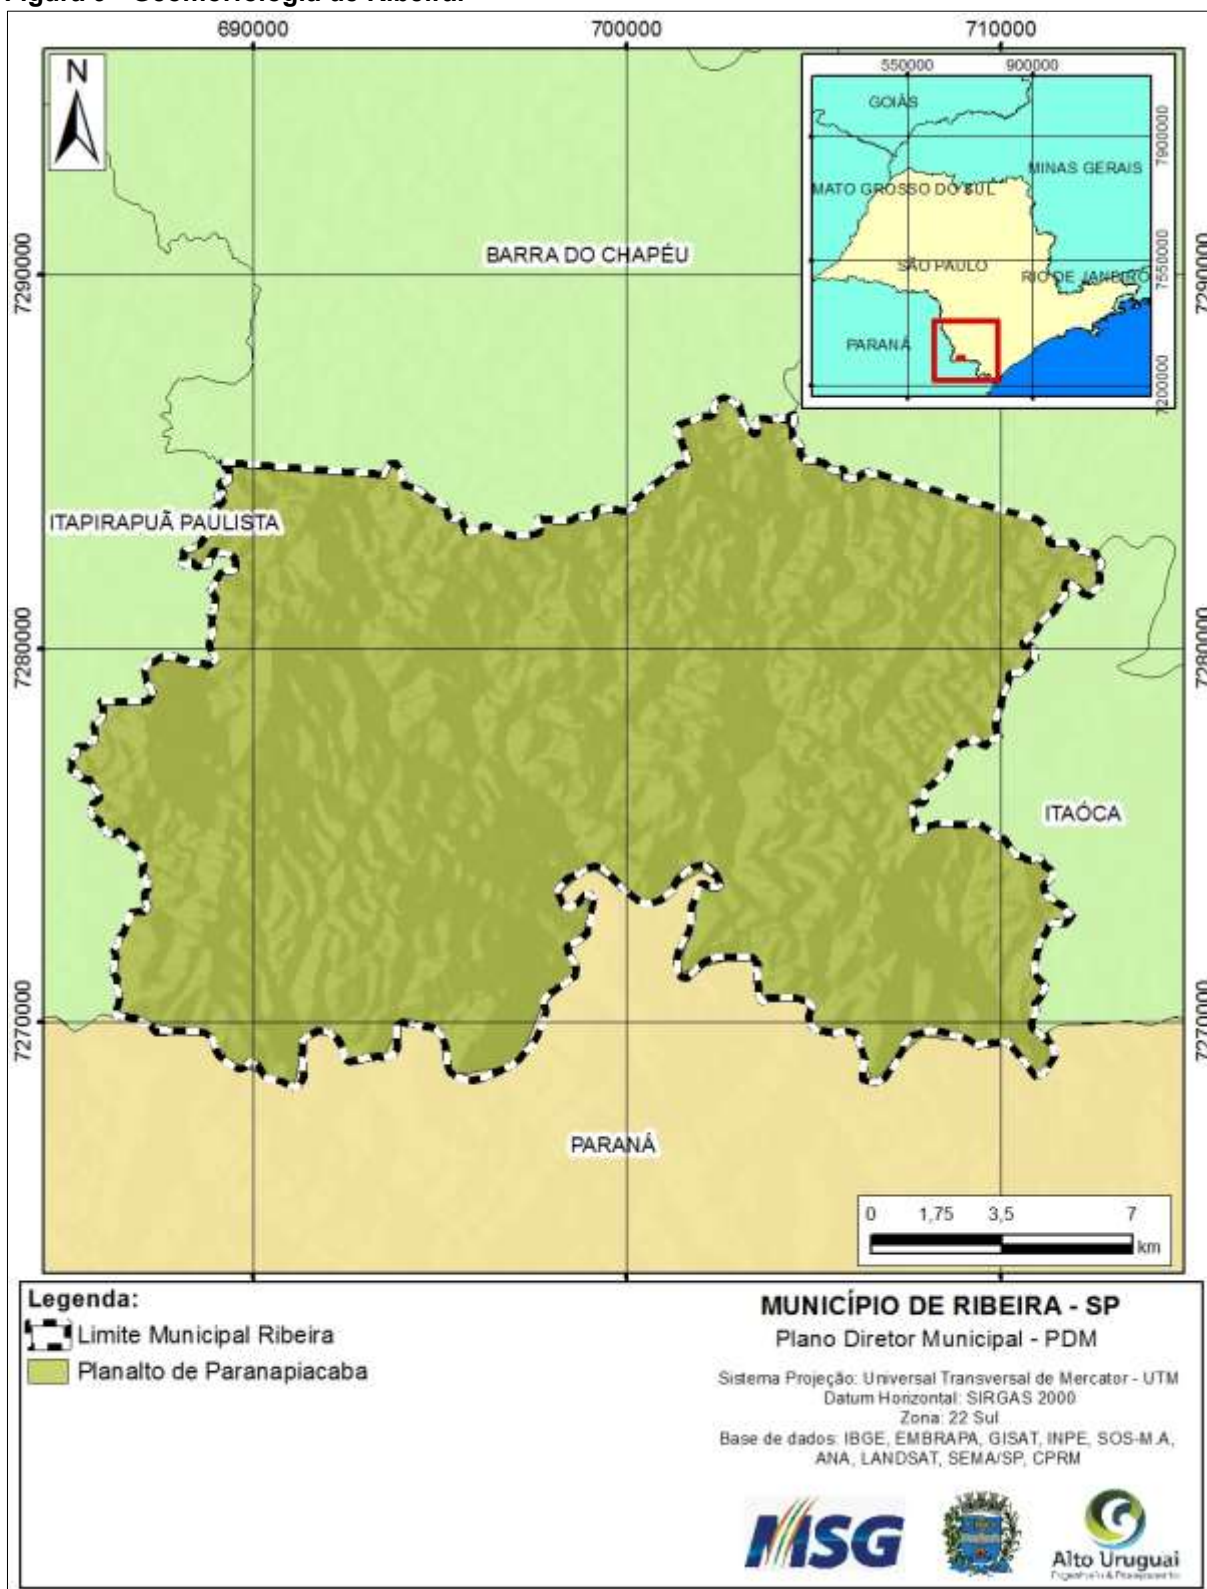 690000
700000
710000
N
550000
900000
GOIÁS
MINAS GERAIS
MATO GROSSO DO SUL
SÃO PAULO
RIO DE JANEIRO
PARANÁ
7900000
7550000
7200000
BARRA DO CHAPÉU
7290000
7290000
ITAPIRAPUÃ PAULISTA
7280000
7280000
ITAÓCA
7270000
7270000
PARANÁ
0 1,75 3,5 7
km
Legenda:
Limite Municipal Ribeira
Planalto de Paranapiacaba
MUNICÍPIO DE RIBEIRA - SP
Plano Diretor Municipal - PDM
Sistema Projeção: Universal Transversal de Mercator - UTM
Datum Horizontal: SIRGAS 2000
Zona: 22 Sul
Base de dados: IBGE, EMBRAPA, GISAT, INPE, SOS-M.A,
ANA, LANDSAT, SEMA/SP, CPRM
MSG
Alto Uruguai
Engenharia & Planejamento